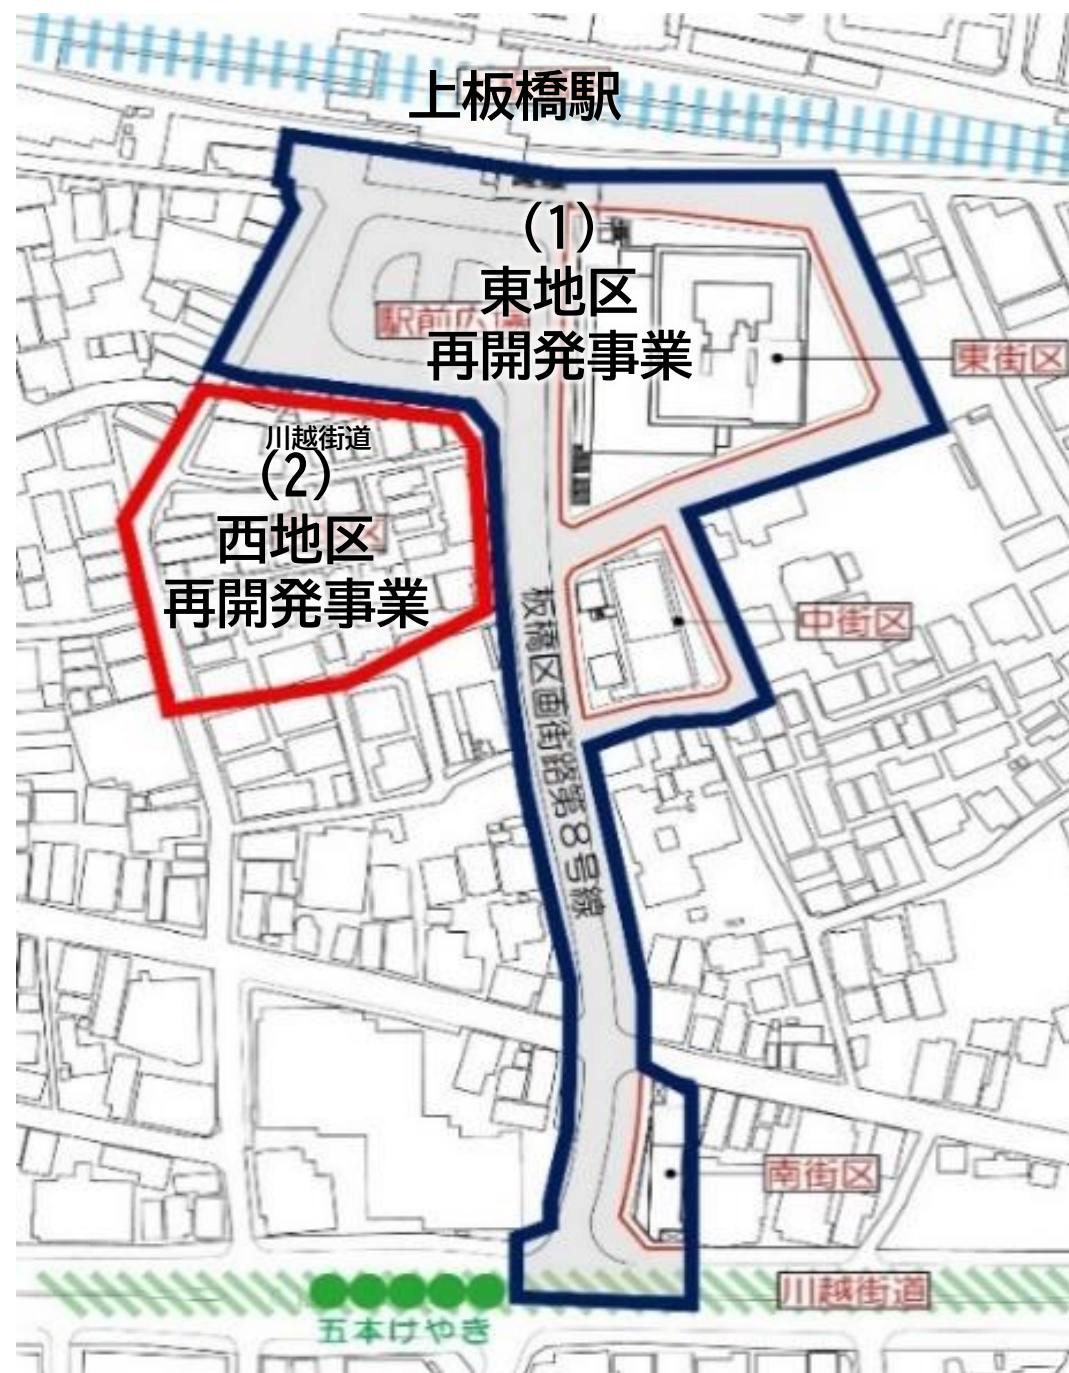 上板橋駅
(1)
東地区
再開発事業
駅前広場
東街区
川越街道
(2)
西地区
再開発事業
中街区
板橋区画街路第8号線
南街区
川越街道
五本けやき